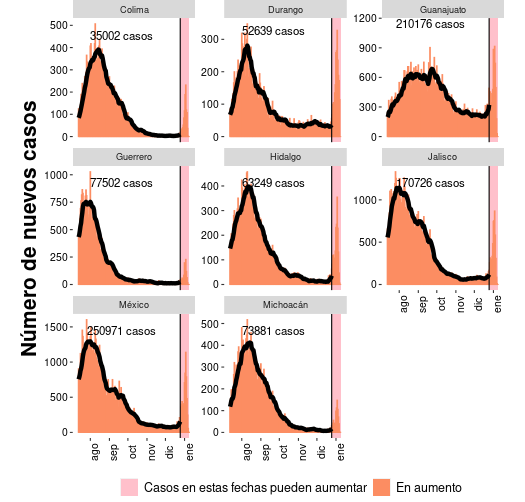 Colima
Durango
Guanajuato
35002 casos
52639 casos
210176 casos
500
400
300
200
100
0
300
200
100
0
1200
900
600
300
0
Guerrero
Hidalgo
Jalisco
77502 casos
63249 casos
170726 casos
1000
750
500
250
0
400
300
200
100
0
1000
500
0
México
Michoacán
250971 casos
73881 casos
1500
1000
500
0
500
400
300
200
100
0
ago
sep
oct
nov
dic
ene
ago
sep
oct
nov
dic
ene
ago
sep
oct
nov
dic
ene
Número de nuevos casos
Casos en estas fechas pueden aumentar
En aumento